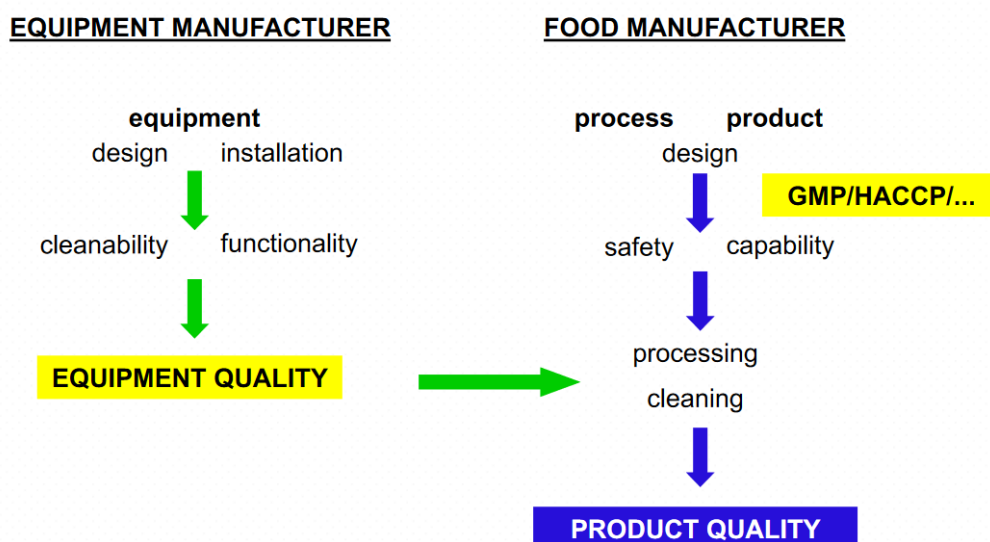 EQUIPMENT MANUFACTURER
equipment
design installation
cleanability functionality
EQUIPMENT QUALITY
FOOD MANUFACTURER
process product
design
GMP/HACCP/...
safety capability
processing
cleaning
PRODUCT QUALITY